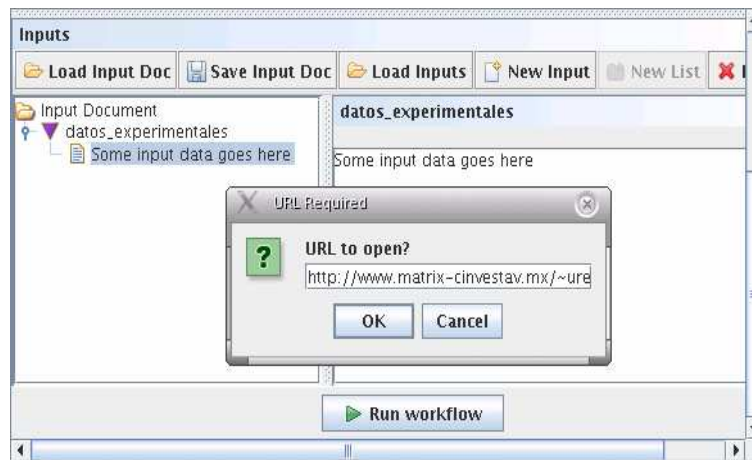 Inputs
Load Input Doc Save Input Doc Load Inputs New Input New List
Input Document
datos_experimentales
Some input data goes here
datos_experimentales
Some input data goes here
URL Required
URL to open?
http://www.matrix-cinvestav.mx/~ure
OK Cancel
Run workflow